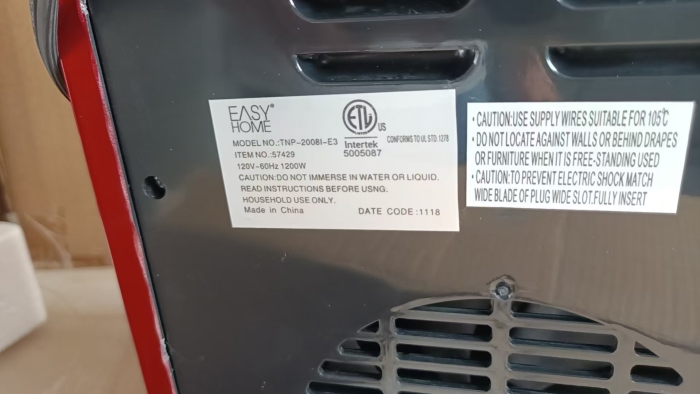 EASY®
HOME
ETL US
Intertek
5005087
CONFORMS TO UL STD. 1278
MODEL NO.:TNP-2008I-E3
ITEM NO.:57429
120V~60Hz 1200W
CAUTION:DO NOT IMMERSE IN WATER OR LIQUID.
READ INSTRUCTIONS BEFORE USNG.
HOUSEHOLD USE ONLY.
Made in China
DATE CODE:1118
• CAUTION:USE SUPPLY WIRES SUITABLE FOR 105℃
• DO NOT LOCATE AGAINST WALLS OR BEHIND DRAPES
OR FURNITURE WHEN IT IS FREE-STANDING USED
• CAUTION:TO PREVENT ELECTRIC SHOCK MATCH
WIDE BLADE OF PLUG WIDE SLOT.FULLY INSERT